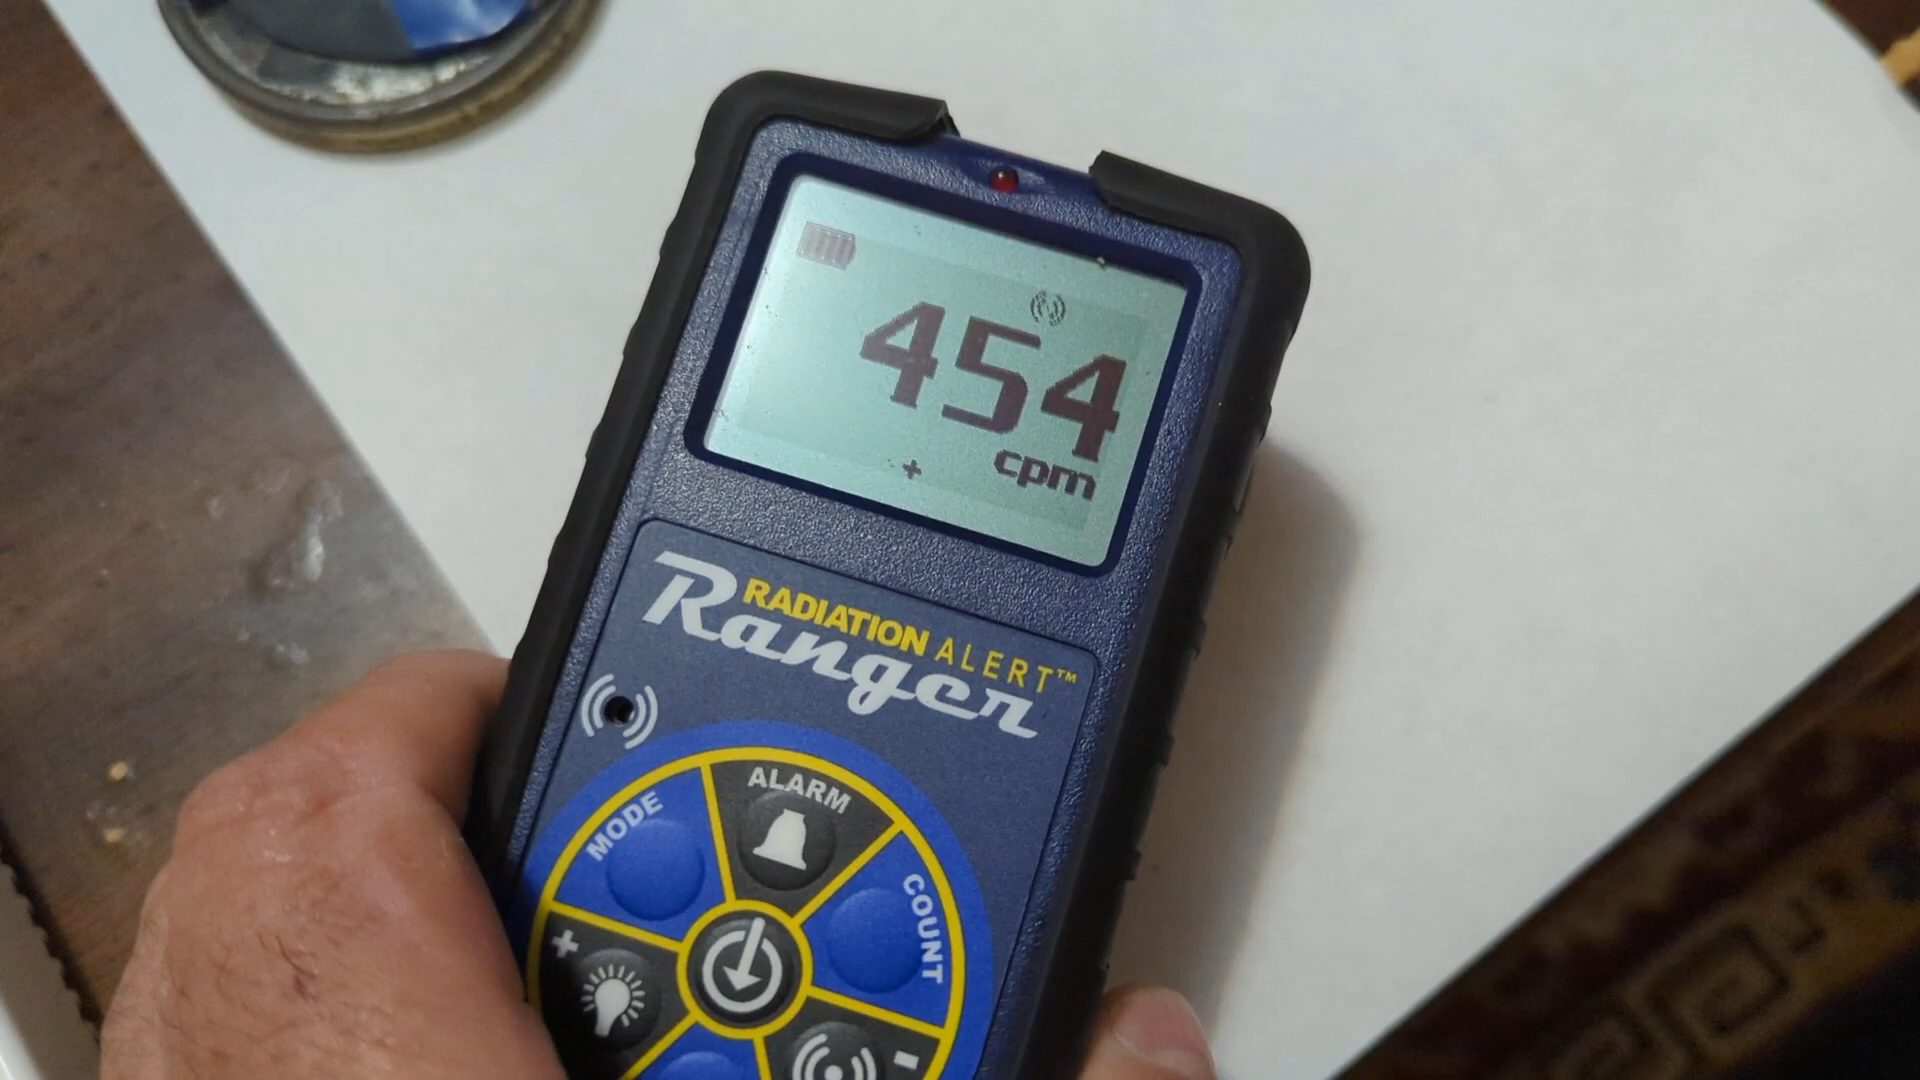 454
cpm
+
RADIATION ALERT™
Ranger
ALARM
MODE
COUNT
+
-